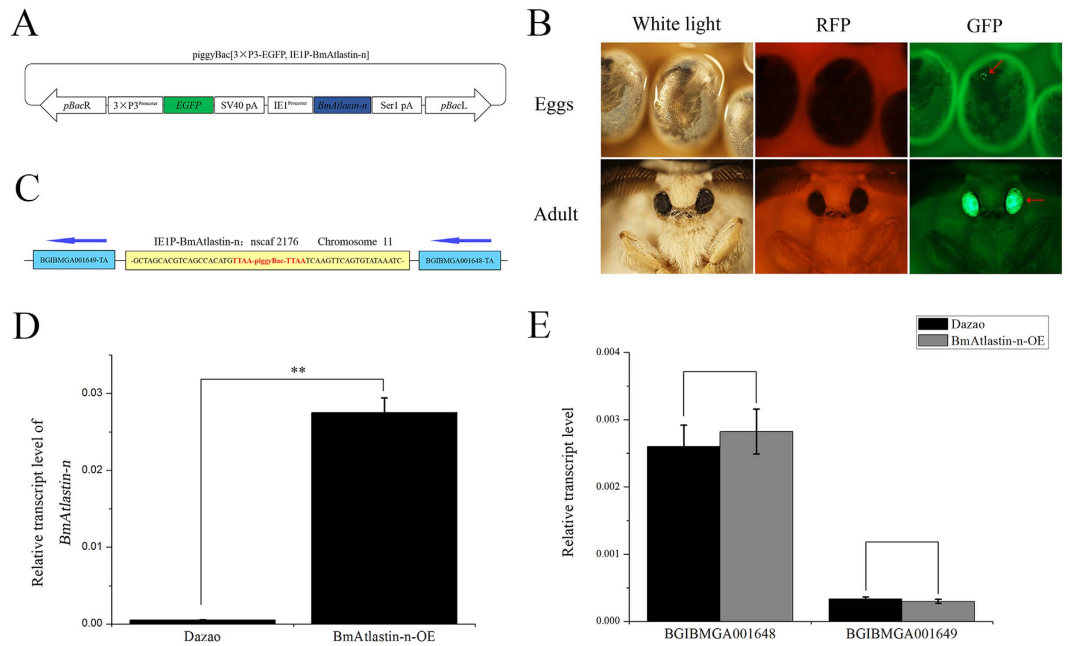 A
piggyBac[3×P3-EGFP, IE1P-BmAtlastin-n]
pBacR 3×P3Promoter EGFP SV40 pA IE1Promoter BmAtlasin-n Ser1 pA pBacL
B
White light RFP GFP
Eggs
Adult
C
IE1P-BmAtlastin-n: nscaf 2176 Chromosome 11
BGIBMGA001649-TA -GCTAGCACGTCAGCCACATGTTAA-piggyBac-TTAATCAAGTTCAGTGTATAAATC- BGIBMGA001648-TA
D
Relative transcript level of
BmAtlastin-n
0.03
0.02
0.01
0.00
**
Dazao BmAtlastin-n-OE
E
Dazao
BmAtlastin-n-OE
Relative transcript level
0.004
0.003
0.002
0.001
0.000
BGIBMGA001648 BGIBMGA001649